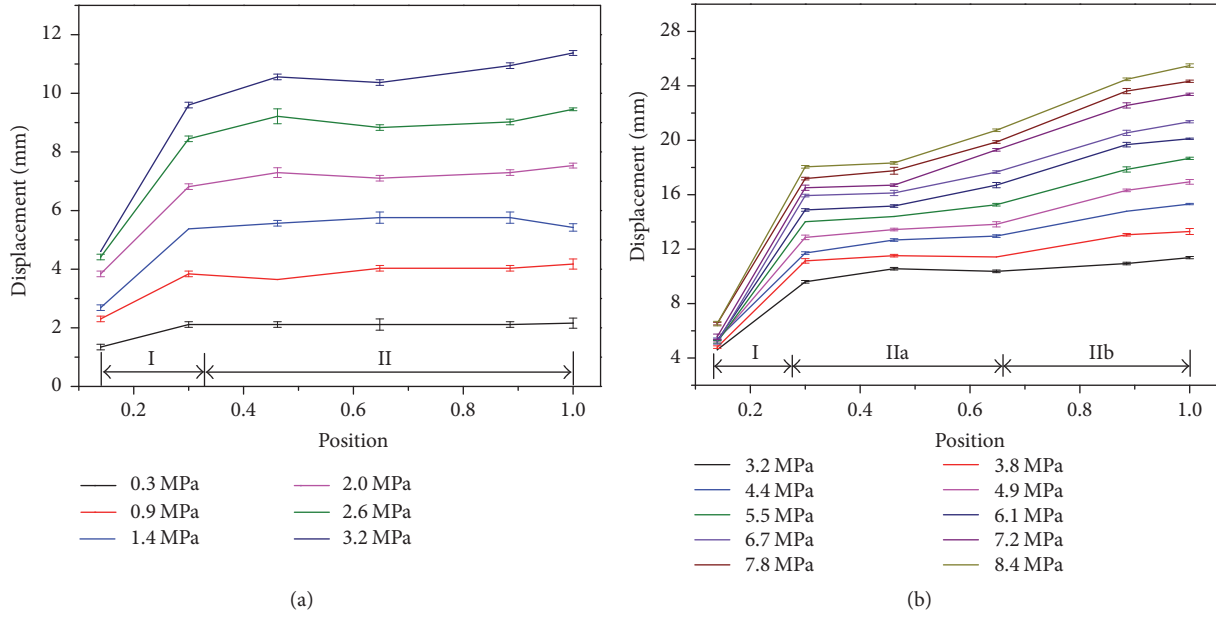 13
12
10
8
6
4
2
0
Displacement (mm)
I
II
0.2
0.4
0.6
0.8
1.0
Position
0.3 MPa
2.0 MPa
0.9 MPa
2.6 MPa
1.4 MPa
3.2 MPa
(a)
28
24
20
16
12
8
4
Displacement (mm)
I
IIa
IIb
0.2
0.4
0.6
0.8
1.0
Position
3.2 MPa
3.8 MPa
4.4 MPa
4.9 MPa
5.5 MPa
6.1 MPa
6.7 MPa
7.2 MPa
7.8 MPa
8.4 MPa
(b)